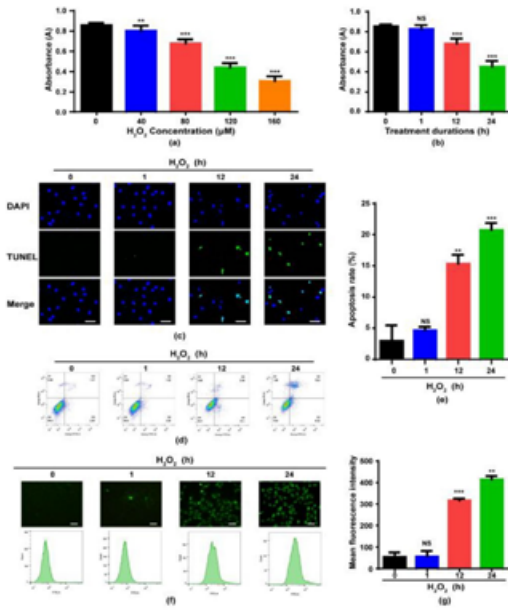 Absorbance (A)
1.0
0.8
0.6
0.4
0.2
0.0
**
***
***
***
0 40 80 120 160
H₂O₂ Concentration (μM)
(a)
Absorbance (A)
1.0
0.8
0.6
0.4
0.2
0.0
NS
***
***
0 1 12 24
Treatment durations (h)
(b)
H₂O₂ (h)
0 1 12 24
DAPI
TUNEL
Merge
(c)
H₂O₂ (h)
0 1 12 24
(d)
Apoptosis rate (%)
25
20
15
10
5
0
NS
**
***
0 1 12 24
H₂O₂ (h)
(e)
H₂O₂ (h)
0 1 12 24
(f)
Mean fluorescence intensity
500
400
300
200
100
0
NS
***
**
0 1 12 24
H₂O₂ (h)
(g)